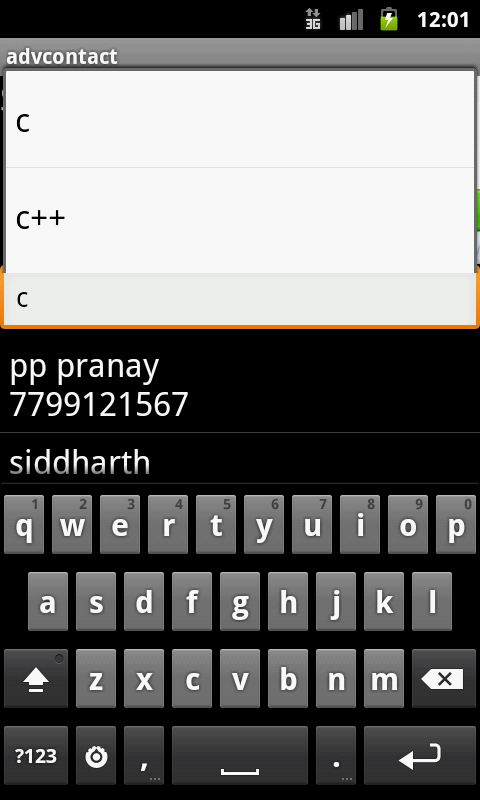 3G 12:01
advcontact
c
c++
c
pp pranay
7799121567
siddharth
1 2 3 4 5 6 7 8 9 0
q w e r t y u i o p
a s d f g h j k l
z x c v b n m
?123 , ... . ...